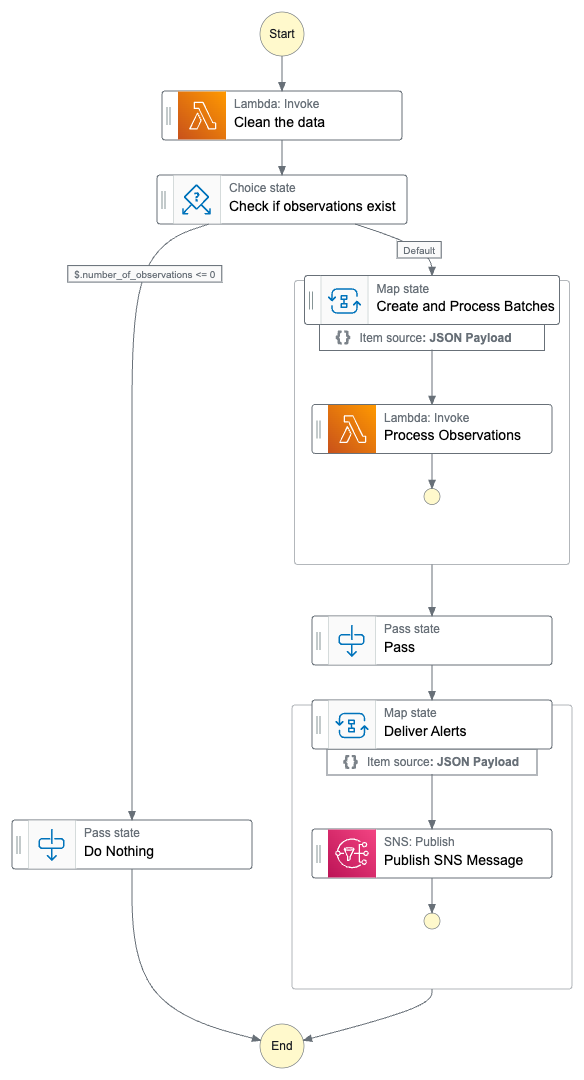 Start
Lambda: Invoke
Clean the data
Choice state
?
Check if observations exist
Default
$.number_of_observations <= 0
Map state
Create and Process Batches
{} Item source: JSON Payload
Lambda: Invoke
Process Observations
Pass state
Pass
Map state
Deliver Alerts
{} Item source: JSON Payload
Pass state
Do Nothing
SNS: Publish
Publish SNS Message
End